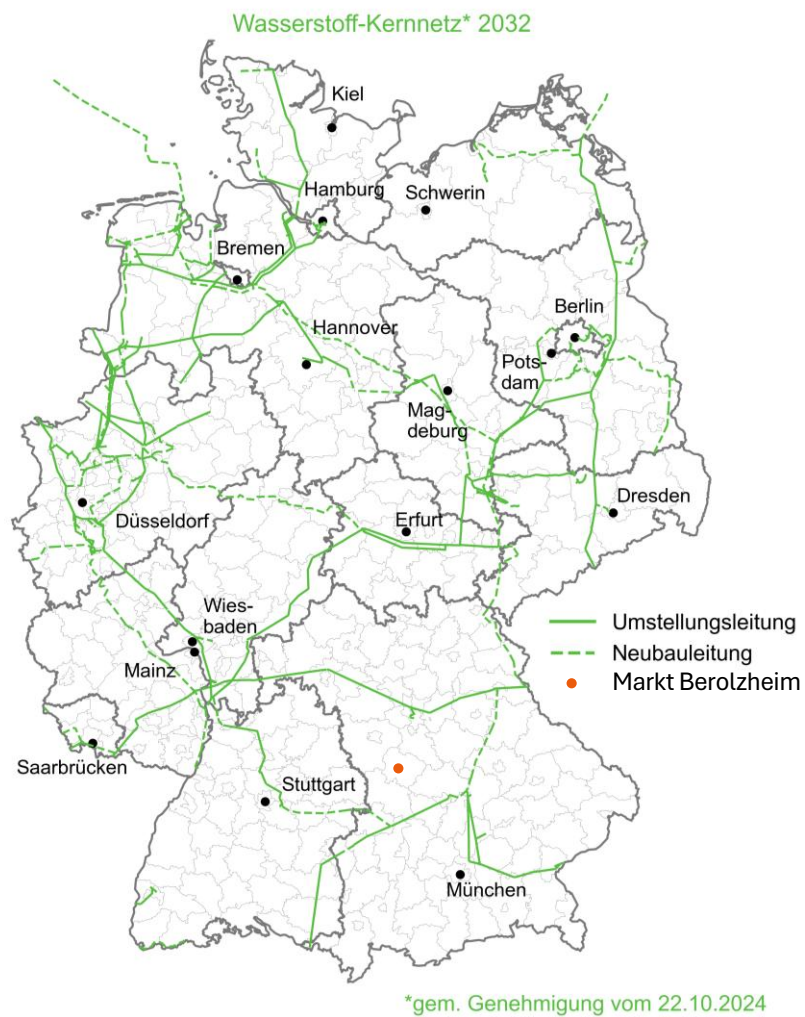 Wasserstoff-Kernnetz* 2032
Kiel
Hamburg
Schwerin
Bremen
Berlin
Hannover
Pots-
dam
Mag-
deburg
Dresden
Düsseldorf
Erfurt
Wies-
baden
Umstellungsleitung
Neubauleitung
Mainz
Markt Berolzheim
Saarbrücken
Stuttgart
München
*gem. Genehmigung vom 22.10.2024